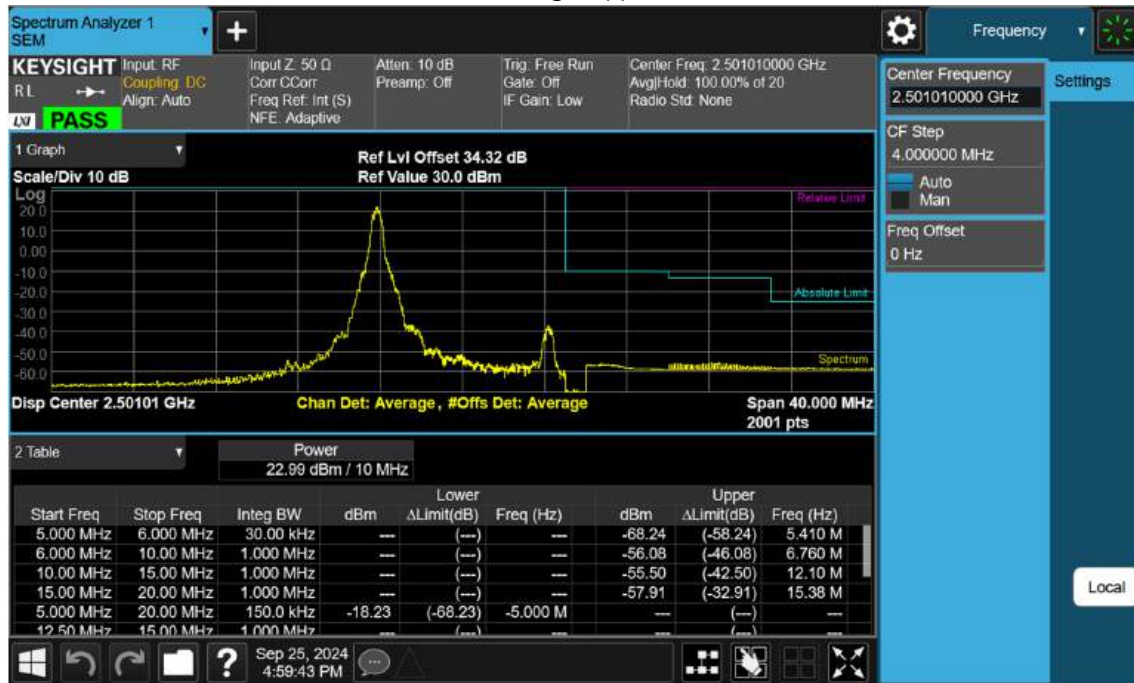 Spectrum Analyzer 1
SEM
Frequency
KEYSIGHT
RL
LXI PASS
Input: RF
Coupling: DC
Align: Auto
Input Z: 50 Ω
Corr CCorr
Freq Ref: Int (S)
NFE: Adaptive
Atten: 10 dB
Preamp: Off
Trig: Free Run
Gate: Off
IF Gain: Low
Center Freq: 2.501010000 GHz
Avg|Hold: 100.00% of 20
Radio Std: None
Center Frequency
2.501010000 GHz
Settings
CF Step
4.000000 MHz
Auto
Man
Freq Offset
0 Hz
Local
1 Graph
Scale/Div 10 dB
Ref Lvl Offset 34.32 dB
Ref Value 30.0 dBm
Log
20.0
10.0
0.00
-10.0
-20.0
-30.0
-40.0
-50.0
-60.0
Relative Limit
Absolute Limit
Spectrum
Disp Center 2.50101 GHz
Chan Det: Average, #Offs Det: Average
Span 40.000 MHz
2001 pts
2 Table
Power
22.99 dBm / 10 MHz
Lower Upper
Start Freq Stop Freq Integ BW dBm ΔLimit(dB) Freq (Hz) dBm ΔLimit(dB) Freq (Hz)
5.000 MHz 6.000 MHz 30.00 kHz --- (---) --- -68.24 (-58.24) 5.410 M
6.000 MHz 10.00 MHz 1.000 MHz --- (---) --- -56.08 (-46.08) 6.760 M
10.00 MHz 15.00 MHz 1.000 MHz --- (---) --- -55.50 (-42.50) 12.10 M
15.00 MHz 20.00 MHz 1.000 MHz --- (---) --- -57.91 (-32.91) 15.38 M
5.000 MHz 20.00 MHz 150.0 kHz -18.23 (-68.23) -5.000 M --- (---) ---
12.50 MHz 15.00 MHz 1.000 MHz --- (---) --- --- (---) ---
Sep 25, 2024
4:59:43 PM